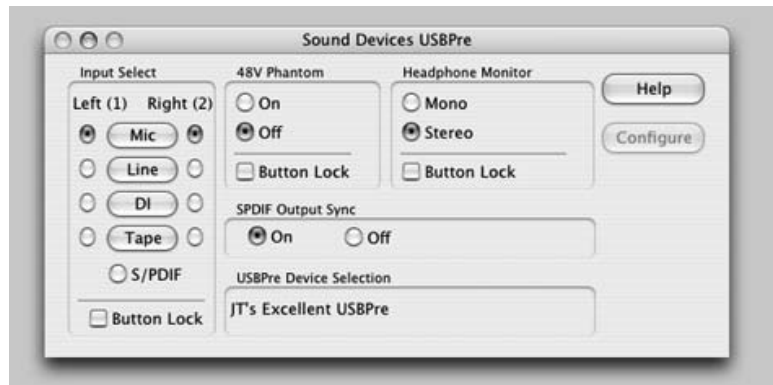 Sound Devices USBPre
Input Select
Left (1) Right (2)
Mic
Line
DI
Tape
S/PDIF
Button Lock
48V Phantom
On
Off
Button Lock
Headphone Monitor
Mono
Stereo
Button Lock
Help
Configure
SPDIF Output Sync
On Off
USBPre Device Selection
JT's Excellent USBPre